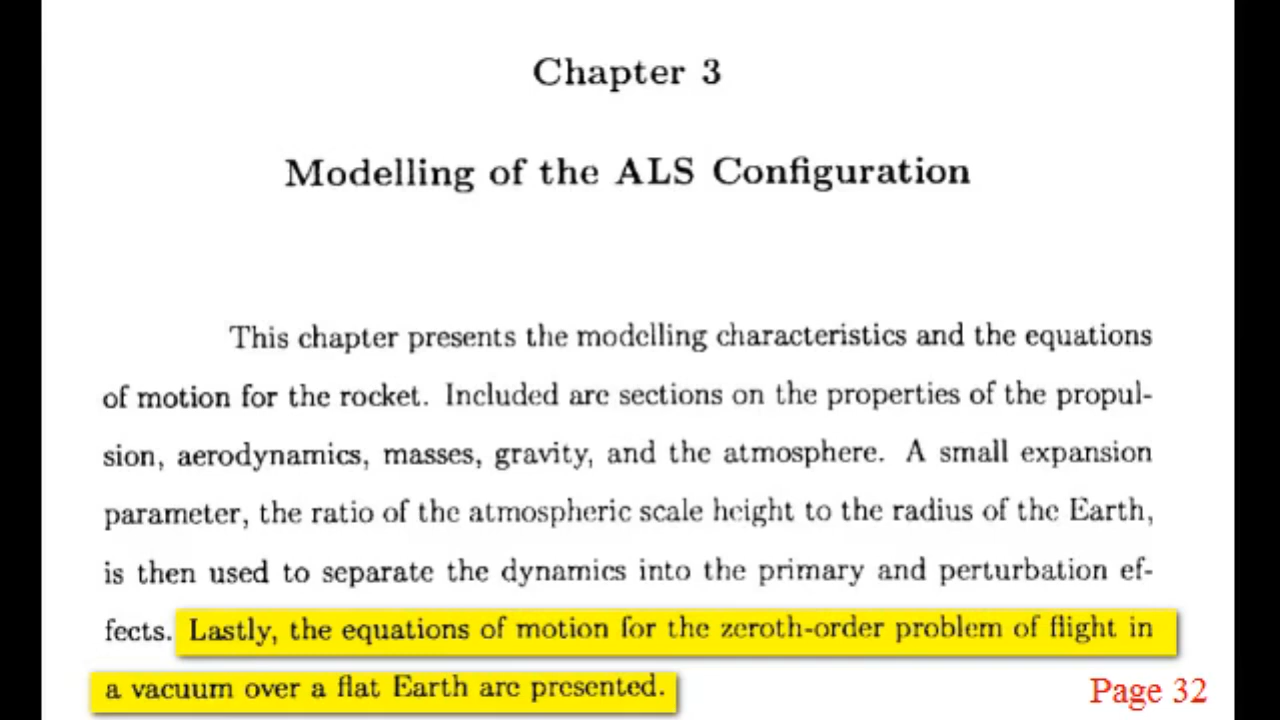 Chapter 3
Modelling of the ALS Configuration
This chapter presents the modelling characteristics and the equations
of motion for the rocket. Included are sections on the properties of the propul-
sion, aerodynamics, masses, gravity, and the atmosphere. A small expansion
parameter, the ratio of the atmospheric scale height to the radius of the Earth,
is then used to separate the dynamics into the primary and perturbation ef-
fects. Lastly, the equations of motion for the zeroth-order problem of flight in
a vacuum over a flat Earth are presented.
Page 32